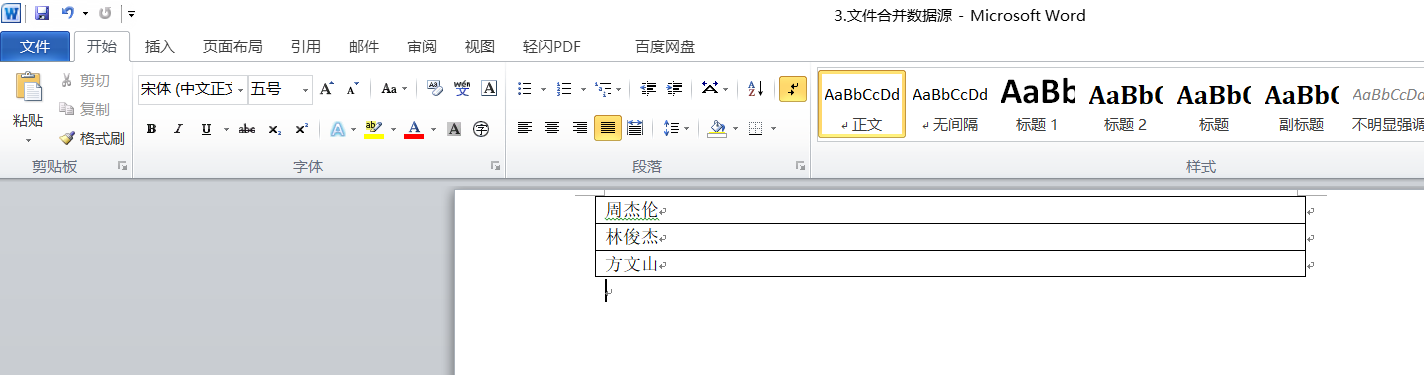 3.文件合并数据源 - Microsoft Word
文件 开始 插入 页面布局 引用 邮件 审阅 视图 轻闪PDF 百度网盘
粘贴
剪切
复制
格式刷
剪贴板
宋体 (中文正文 五号
字体
段落
AaBbCcDd AaBbCcDd AaBb AaBbC AaBbC AaBbC AaBbCcDd
正文 无间隔 标题 1 标题 2 标题 副标题 不明显强调
样式
周杰伦
林俊杰
方文山